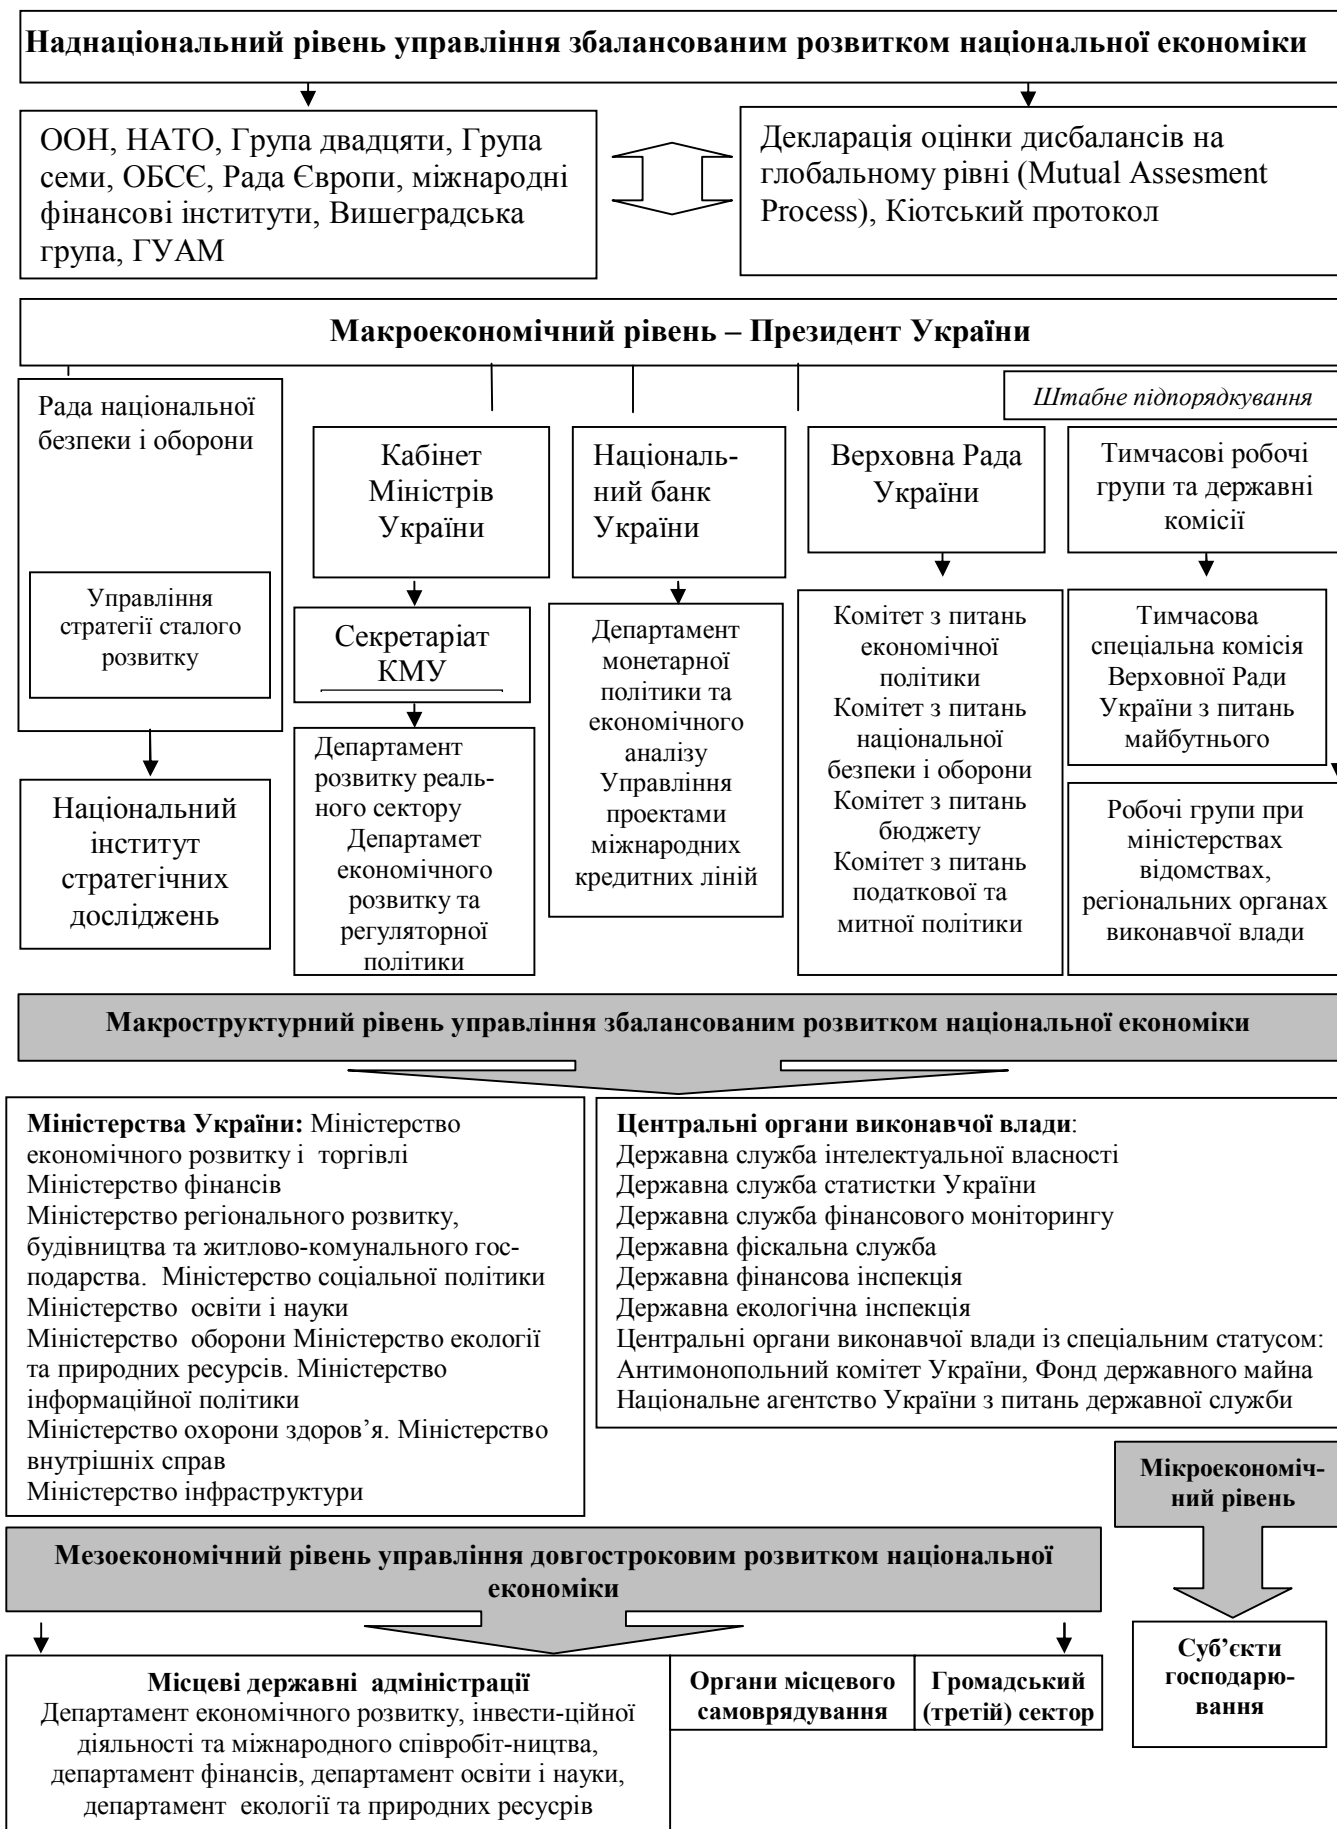 Наднаціональний рівень управління збалансованим розвитком національної економіки
ООН, НАТО, Група двадцяти, Група
семи, ОБСЄ, Рада Європи, міжнародні
фінансові інститути, Вишеградська
група, ГУАМ
Декларація оцінки дисбалансів на
глобальному рівні (Mutual Assesment
Process), Кіотський протокол
Макроекономічний рівень – Президент України
Штабне підпорядкування
Рада національної
безпеки і оборони
Управління
стратегії сталого
розвитку
Національний
інститут
стратегічних
досліджень
Кабінет
Міністрів
України
Секретаріат
КМУ
Департамент
розвитку реаль-
ного сектору
Департамет
економічного
розвитку та
регуляторної
політики
Національ-
ний банк
України
Департамент
монетарної
політики та
економічного
аналізу
Управління
проектами
міжнародних
кредитних ліній
Верховна Рада
України
Комітет з питань
економічної
політики
Комітет з питань
національної
безпеки і оборони
Комітет з питань
бюджету
Комітет з питань
податкової та
митної політики
Тимчасові робочі
групи та державні
комісії
Тимчасова
спеціальна комісія
Верховної Ради
України з питань
майбутнього
Робочі групи при
міністерствах
відомствах,
регіональних органах
виконавчої влади
Макроструктурний рівень управління збалансованим розвитком національної економіки
Міністерства України: Міністерство
економічного розвитку і торгівлі
Міністерство фінансів
Міністерство регіонального розвитку,
будівництва та житлово-комунального гос-
подарства. Міністерство соціальної політики
Міністерство освіти і науки
Міністерство оборони Міністерство екології
та природних ресурсів. Міністерство
інформаційної політики
Міністерство охорони здоров’я. Міністерство
внутрішніх справ
Міністерство інфраструктури
Центральні органи виконавчої влади:
Державна служба інтелектуальної власності
Державна служба статистки України
Державна служба фінансового моніторингу
Державна фіскальна служба
Державна фінансова інспекція
Державна екологічна інспекція
Центральні органи виконавчої влади із спеціальним статусом:
Антимонопольний комітет України, Фонд державного майна
Національне агентство України з питань державної служби
Мікроекономіч-
ний рівень
Суб’єкти
господарю-
вання
Мезоекономічний рівень управління довгостроковим розвитком національної
економіки
Місцеві державні адміністрації
Департамент економічного розвитку, інвести-ційної
діяльності та міжнародного співробіт-ництва,
департамент фінансів, департамент освіти і науки,
департамент екології та природних ресусрів
Органи місцевого
самоврядування
Громадський
(третій) сектор